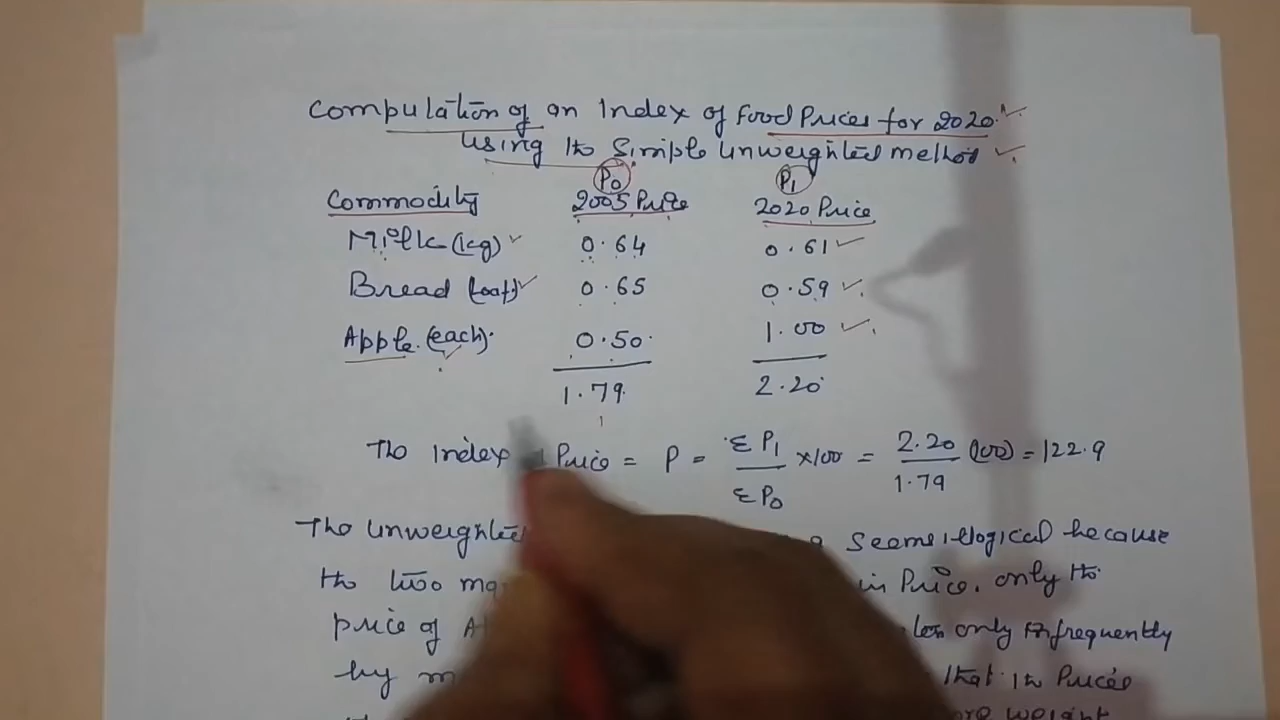 Computation of an Index of Food Prices for 2020.
using the Simple Unweighted method
P0 P1
Commodity 2005 Price 2020 Price
Milk (kg) 0.64 0.61
Bread (loaf) 0.65 0.59
Apple (each). 0.50 1.00
1.79 2.20
The Index Price = P = ΣP1 / ΣP0 ×100 = 2.20 / 1.79 (100) = 122.9
The Unweighted Seems illogical because
the two in Price. only the
price of only infrequently
by that the Prices
weight